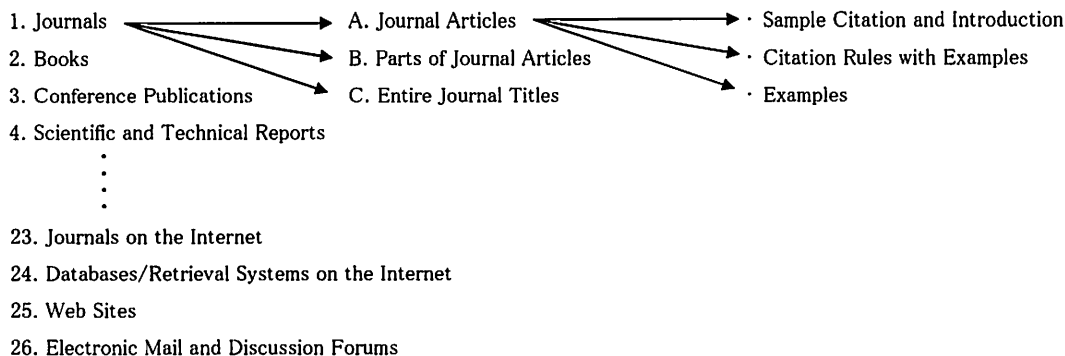 1. Journals
A. Journal Articles
· Sample Citation and Introduction
2. Books
B. Parts of Journal Articles
· Citation Rules with Examples
3. Conference Publications
C. Entire Journal Titles
· Examples
4. Scientific and Technical Reports
23. Journals on the Internet
24. Databases/Retrieval Systems on the Internet
25. Web Sites
26. Electronic Mail and Discussion Forums